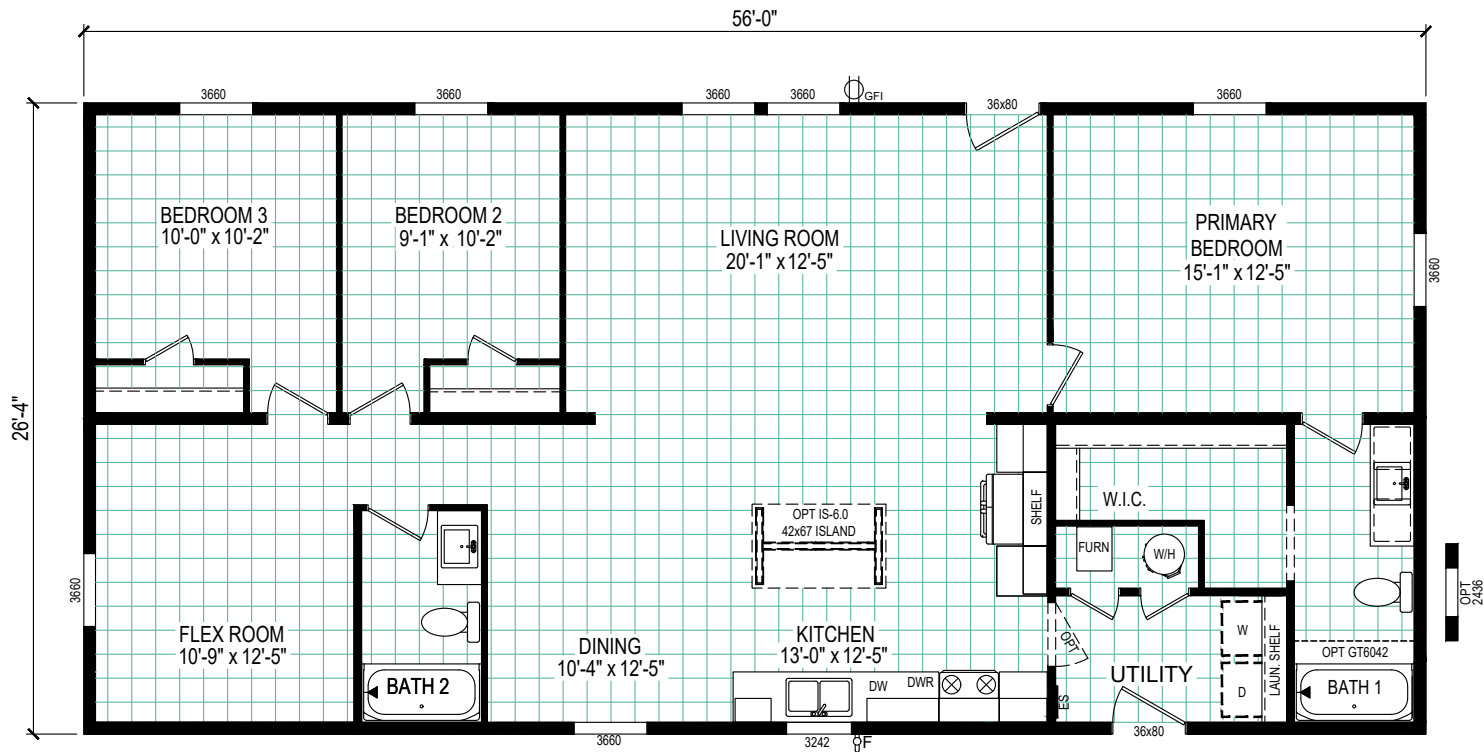 56'-0"
3660
3660
3660
3660
GFI
36x80
3660
BEDROOM 3
10'-0" x 10'-2"
BEDROOM 2
9'-1" x 10'-2"
LIVING ROOM
20'-1" x 12'-5"
PRIMARY
BEDROOM
15'-1" x 12'-5"
3660
26'-4"
OPT IS-6.0
42x67 ISLAND
SHELF
W.I.C.
FURN
W/H
3660
OPT
2436
FLEX ROOM
10'-9" x 12'-5"
DINING
10'-4" x 12'-5"
KITCHEN
13'-0" x 12'-5"
OPT
W
LAUN. SHELF
OPT GT6042
UTILITY
BATH 2
DW
DWR
ES
D
BATH 1
3660
3242
F
36x80